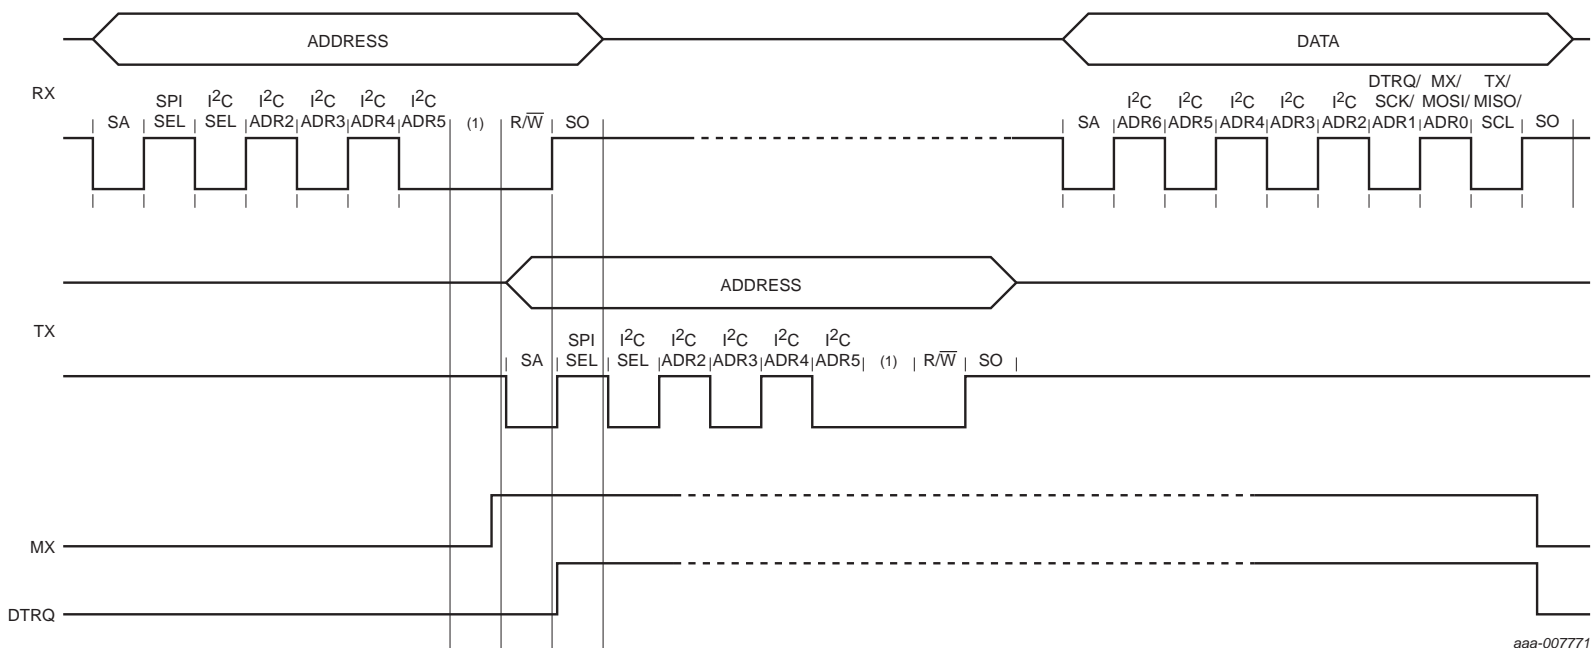 ADDRESS
DATA
RX
SA
SPI
SEL
I²C
SEL
I²C
ADR2
I²C
ADR3
I²C
ADR4
I²C
ADR5
(1)
R/W̅
SO
SA
I²C
ADR6
I²C
ADR5
I²C
ADR4
I²C
ADR3
I²C
ADR2
DTRQ/
SCK/
ADR1
MX/
MOSI/
ADR0
TX/
MISO/
SCL
SO
ADDRESS
TX
SA
SPI
SEL
I²C
SEL
I²C
ADR2
I²C
ADR3
I²C
ADR4
I²C
ADR5
(1)
R/W̅
SO
MX
DTRQ
aaa-007771